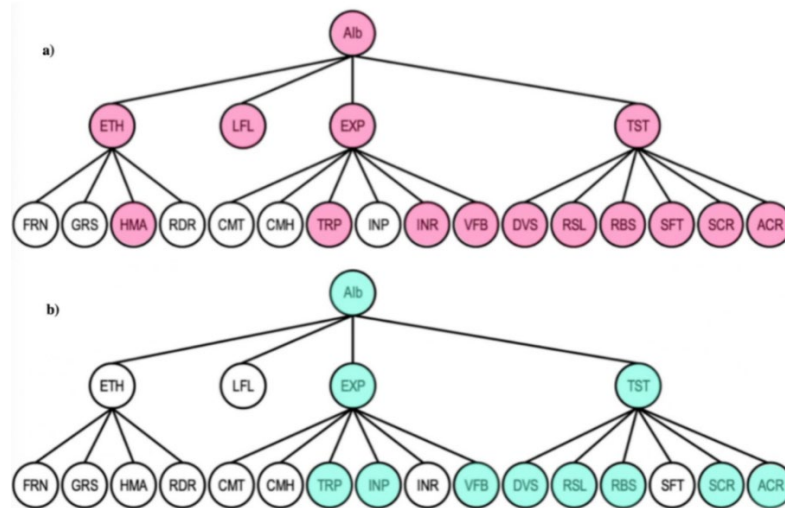 Alb
a)
ETH LFL EXP TST
FRN GRS HMA RDR CMT CMH TRP INP INR VFB DVS RSL RBS SFT SCR ACR
Alb
b)
ETH LFL EXP TST
FRN GRS HMA RDR CMT CMH TRP INP INR VFB DVS RSL RBS SFT SCR ACR